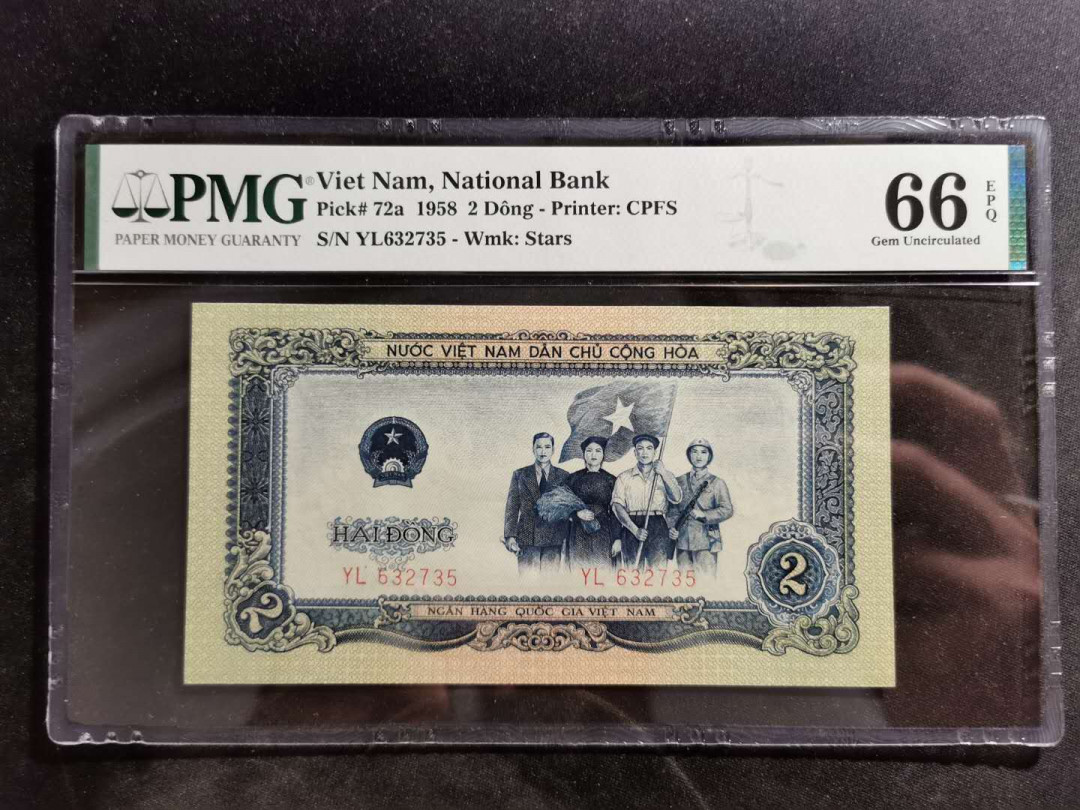 PMG®
PAPER MONEY GUARANTY
Viet Nam, National Bank
Pick# 72a 1958 2 Dông - Printer: CPFS
S/N YL632735 - Wmk: Stars
66 EPQ
Gem Uncirculated
NƯỚC VIỆT NAM DÂN CHỦ CỘNG HÒA
HAI ĐỒNG
YL 632735 YL 632735
2 2
NGÂN HÀNG QUỐC GIA VIỆT NAM